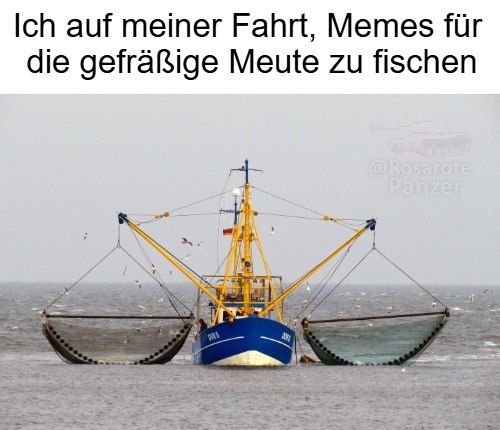 Ich auf meiner Fahrt, Memes für
die gefräßige Meute zu fischen
@Rosarote
Panzer